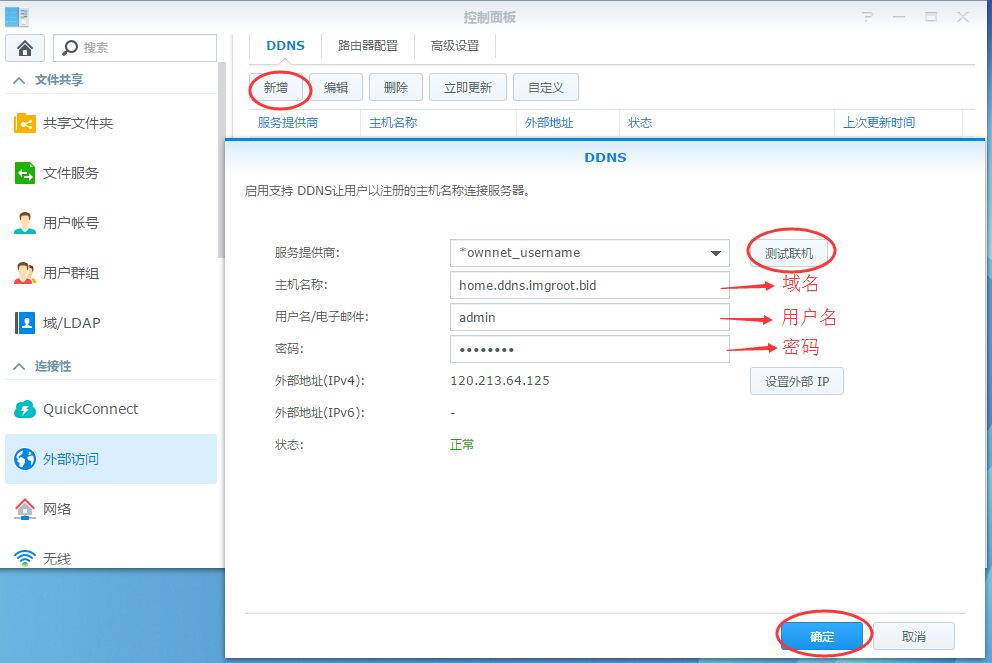 控制面板
搜索
文件共享
共享文件夹
文件服务
用户帐号
用户群组
域/LDAP
连接性
QuickConnect
外部访问
网络
无线
DDNS 路由器配置 高级设置
新增 编辑 删除 立即更新 自定义
服务提供商 主机名称 外部地址 状态 上次更新时间
DDNS
启用支持 DDNS让用户以注册的主机名称连接服务器。
服务提供商: *ownnet_username 测试联机
主机名称: home.ddns.imgroot.bid 域名
用户名/电子邮件: admin 用户名
密码: •••••••• 密码
外部地址(IPv4): 120.213.64.125 设置外部 IP
外部地址(IPv6): -
状态: 正常
确定 取消